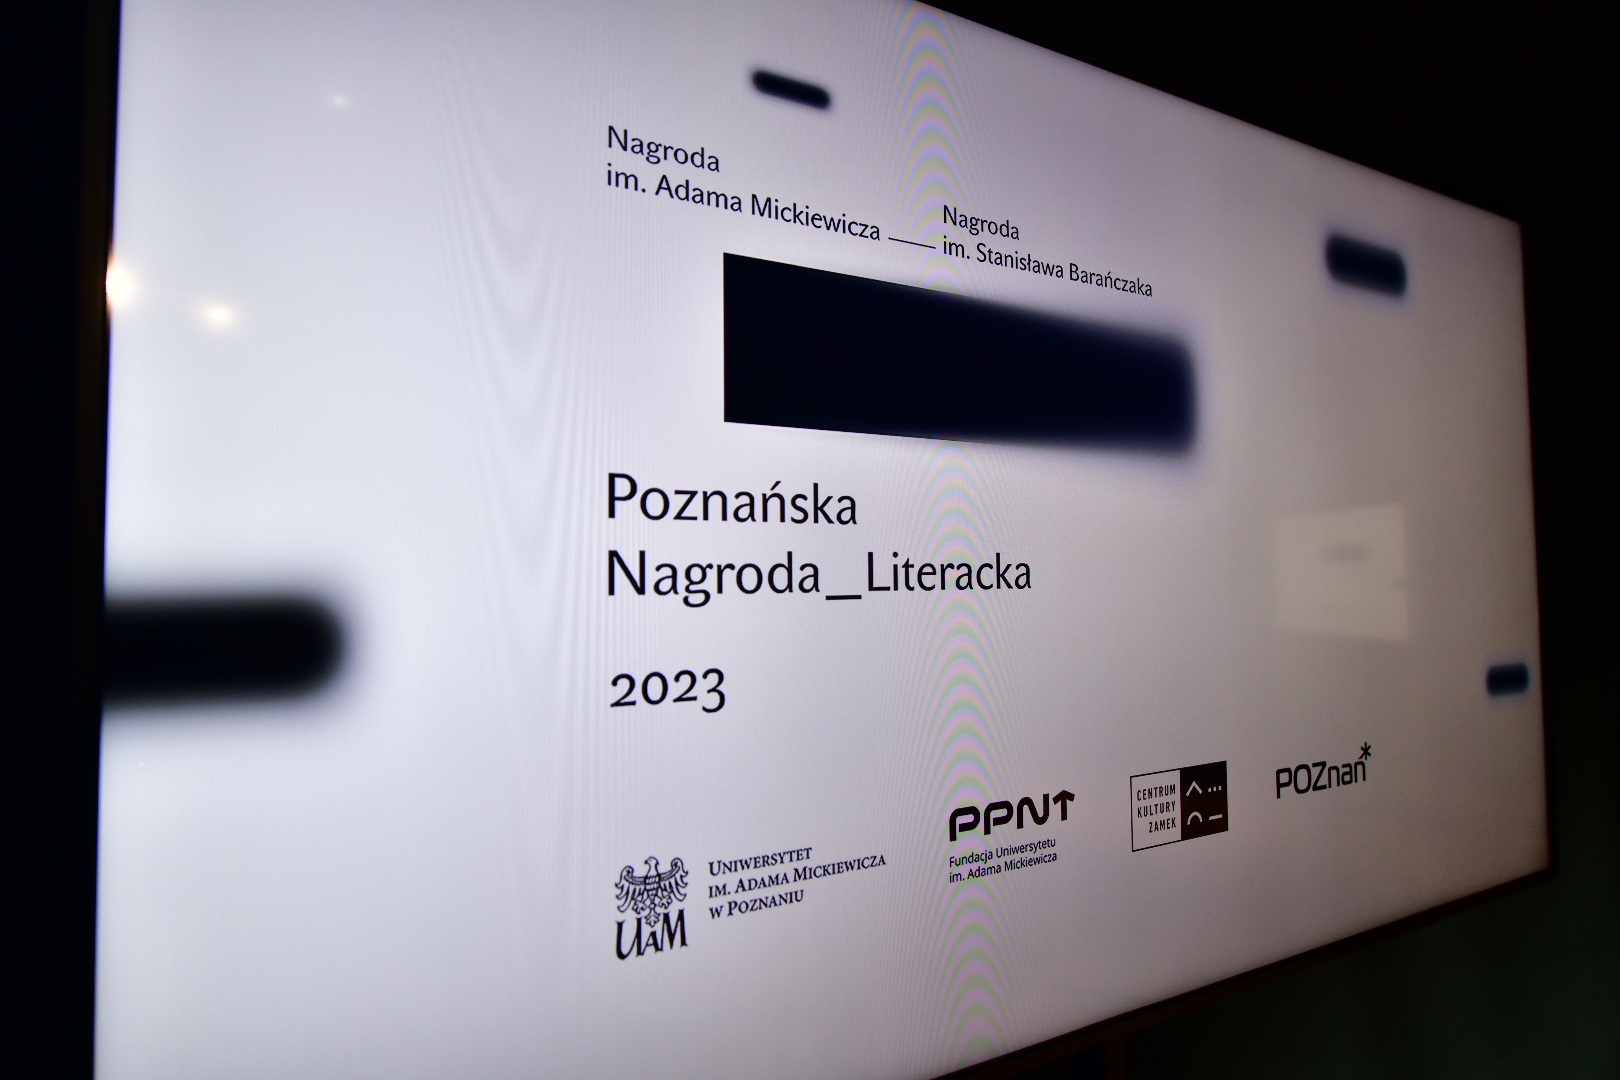 Nagroda
im. Adama Mickiewicza
Nagroda
im. Stanisława Barańczaka
Poznańska
Nagroda_Literacka
2023
UAM
UNIWERSYTET
IM. ADAMA MICKIEWICZA
W POZNANIU
PPNT
Fundacja Uniwersytetu
im. Adama Mickiewicza
CENTRUM
KULTURY
ZAMEK
POZnan*